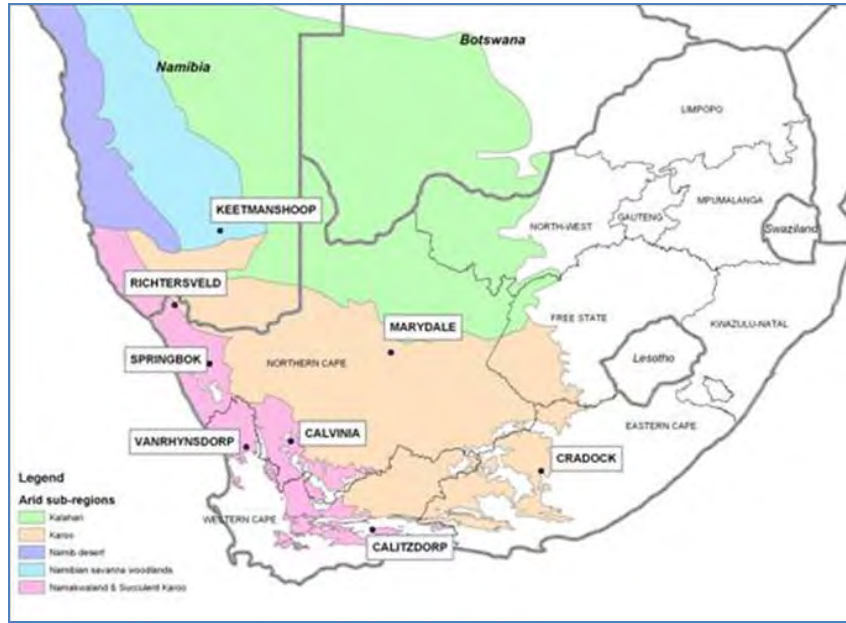 Botswana
Namibia
LIMPOPO
MPUMALANGA
KEETMANSHOOP
NORTH-WEST
GAUTENG
Swaziland
RICHTERSVELD
MARYDALE
FREE STATE
KWAZULU-NATAL
SPRINGBOK
NORTHERN CAPE
Lesotho
EASTERN CAPE
VANRHYNSDORP
CALVINIA
CRADOCK
Legend
Arid sub-regions
Kalahari
Karoo
Namib desert
Namibian savanna woodlands
Namakwaland & Succulent Karoo
WESTERN CAPE
CALITZDORP